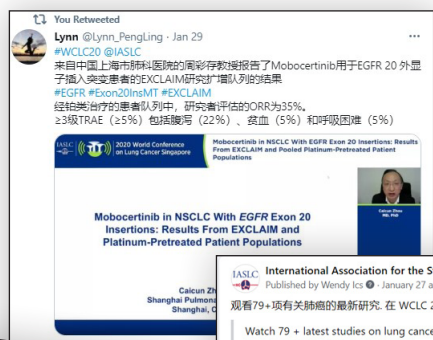 You Retweeted
Lynn @Lynn_PengLing · Jan 29
#WCLC20 @IASLC
来自中国上海市肺科医院的周彩存教授报告了Mobocertinib用于EGFR 20 外显
子插入突变患者的EXCLAIM研究扩增队列的结果
#EGFR #Exon20InsMT #EXCLAIM
经铂类治疗的患者队列中，研究者评估的ORR为35%。
≥3级TRAE（≥5%）包括腹泻（22%）、贫血（5%）和呼吸困难（5%）
IASLC
2020 World Conference
on Lung Cancer Singapore
Mobocertinib in NSCLC With EGFR Exon 20 Insertions: Results
From EXCLAIM and Pooled Platinum-Pretreated Patient
Populations
Mobocertinib in NSCLC With EGFR Exon 20
Insertions: Results From EXCLAIM and
Platinum-Pretreated Patient Populations
Caicun Zhou
MD, PhD
Caicun Zh
Shanghai Pulmona
Shanghai, C
IASLC
International Association for the S
Published by Wendy Ics · January 27 a
观看79+项有关肺癌的最新研究. 在 WCLC 2
Watch 79 + latest studies on lung cance